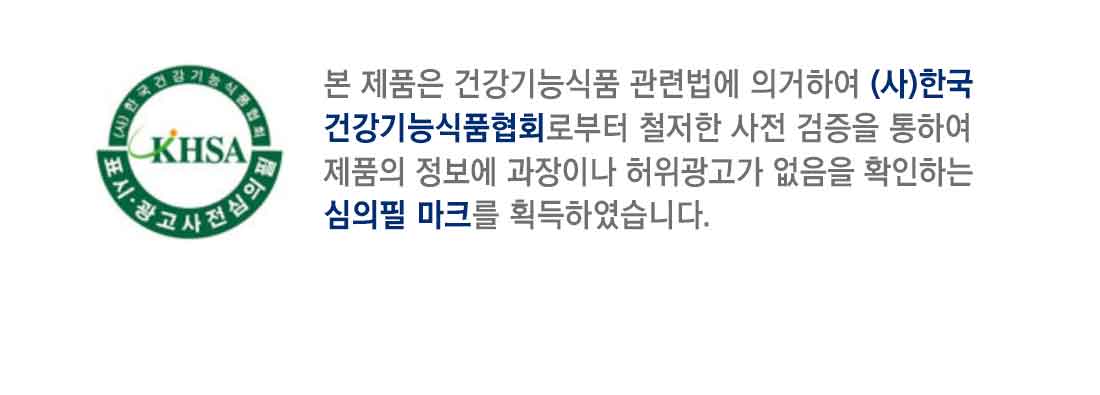 (사)한국건강기능식품협회
KHSA
표시·광고사전심의필
본 제품은 건강기능식품 관련법에 의거하여 (사)한국
건강기능식품협회로부터 철저한 사전 검증을 통하여
제품의 정보에 과장이나 허위광고가 없음을 확인하는
심의필 마크를 획득하였습니다.